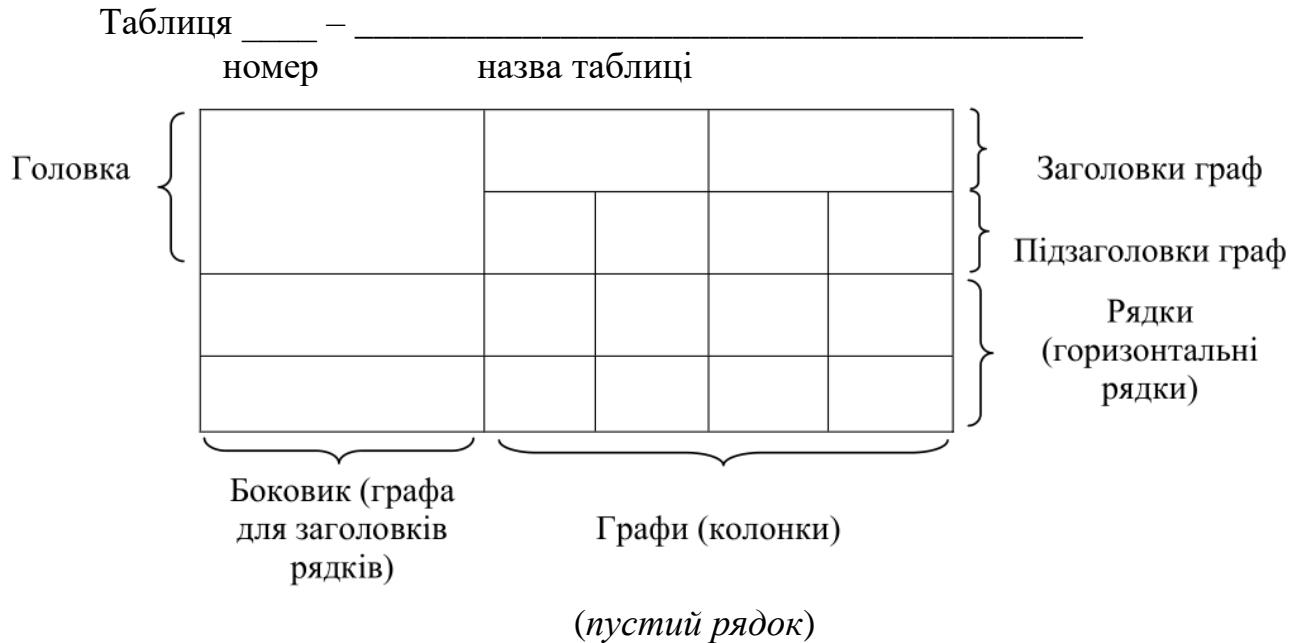 Таблиця ____ – ________________________________________
номер назва таблиці
Головка
Заголовки граф
Підзаголовки граф
Рядки
(горизонтальні
рядки)
Боковик (графа
для заголовків
рядків)
Графи (колонки)
(пустий рядок)